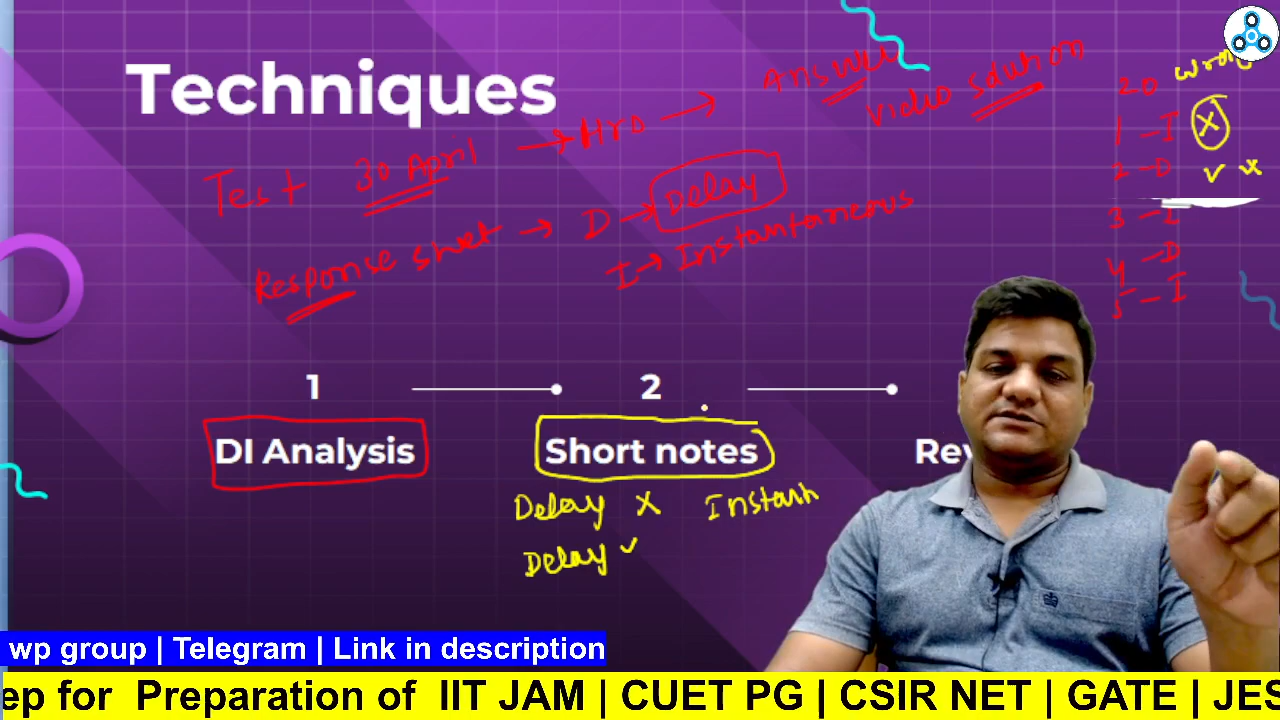 Techniques
Test 30 April → Hrs → Answer
Video solution
Response sheet → D → Delay
I → Instantaneous
20 wrong
1 - I X
2 - D ✓ x
3 - I
4 - D
5 - I
1
2
DI Analysis
Short notes
Rev
Delay x Instant
Delay ✓
wp group | Telegram | Link in description
ep for Preparation of IIT JAM | CUET PG | CSIR NET | GATE | JES